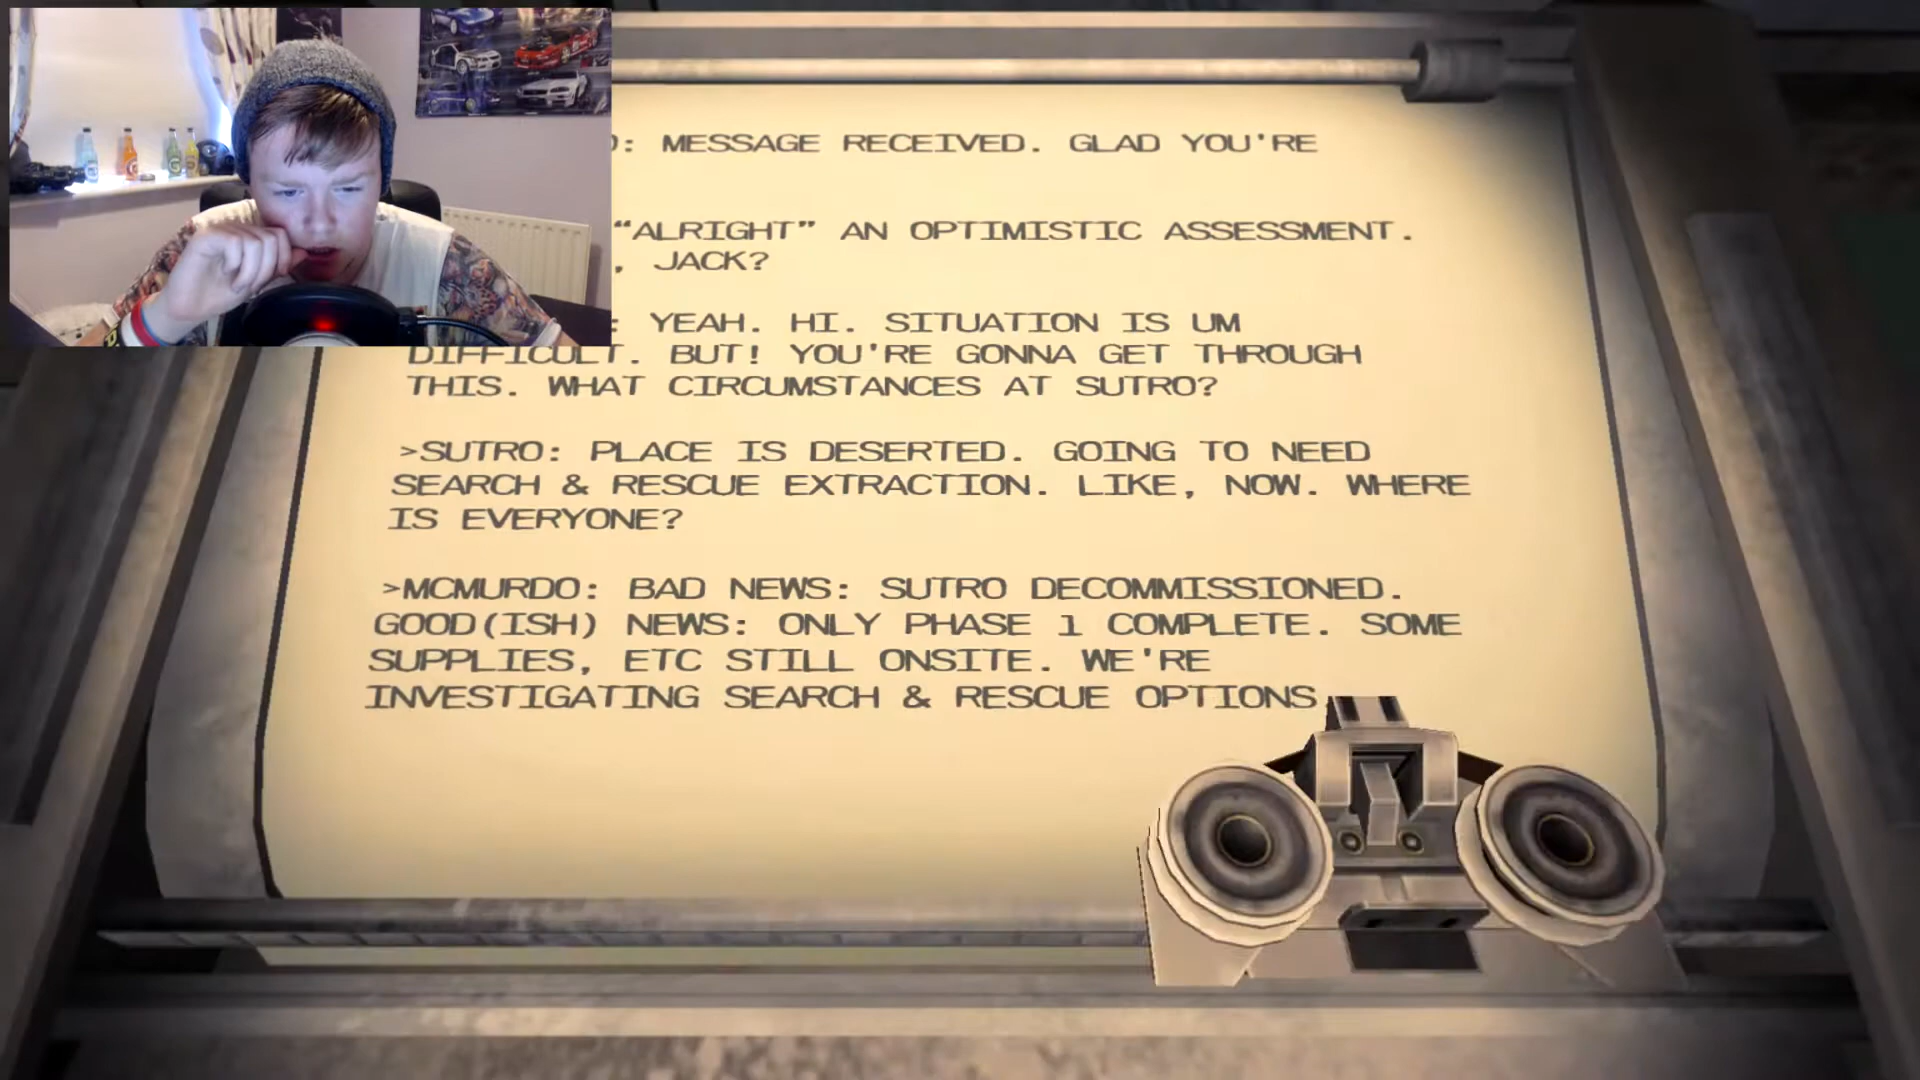 : MESSAGE RECEIVED. GLAD YOU'RE
“ALRIGHT” AN OPTIMISTIC ASSESSMENT.
, JACK?
: YEAH. HI. SITUATION IS UM
DIFFICULT. BUT! YOU'RE GONNA GET THROUGH
THIS. WHAT CIRCUMSTANCES AT SUTRO?
>SUTRO: PLACE IS DESERTED. GOING TO NEED
SEARCH & RESCUE EXTRACTION. LIKE, NOW. WHERE
IS EVERYONE?
>MCMURDO: BAD NEWS: SUTRO DECOMMISSIONED.
GOOD(ISH) NEWS: ONLY PHASE 1 COMPLETE. SOME
SUPPLIES, ETC STILL ONSITE. WE'RE
INVESTIGATING SEARCH & RESCUE OPTIONS